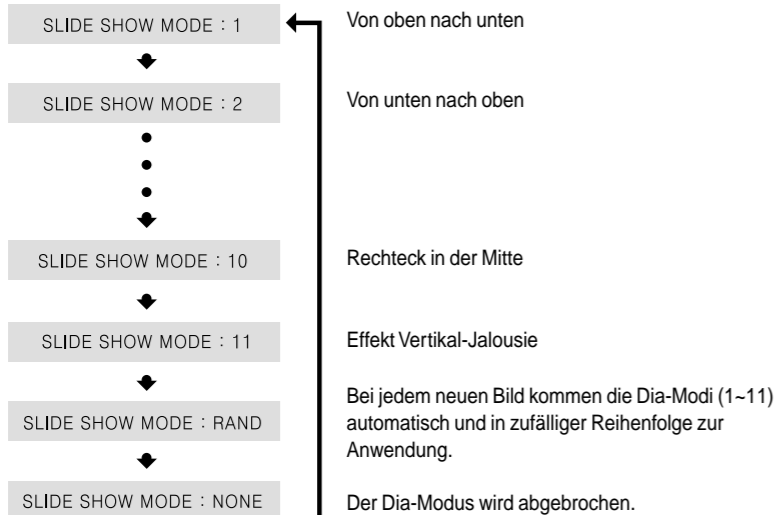 SLIDE SHOW MODE : 1
Von oben nach unten
SLIDE SHOW MODE : 2
Von unten nach oben
SLIDE SHOW MODE : 10
Rechteck in der Mitte
SLIDE SHOW MODE : 11
Effekt Vertikal-Jalousie
SLIDE SHOW MODE : RAND
Bei jedem neuen Bild kommen die Dia-Modi (1~11)
automatisch und in zufälliger Reihenfolge zur
Anwendung.
SLIDE SHOW MODE : NONE
Der Dia-Modus wird abgebrochen.